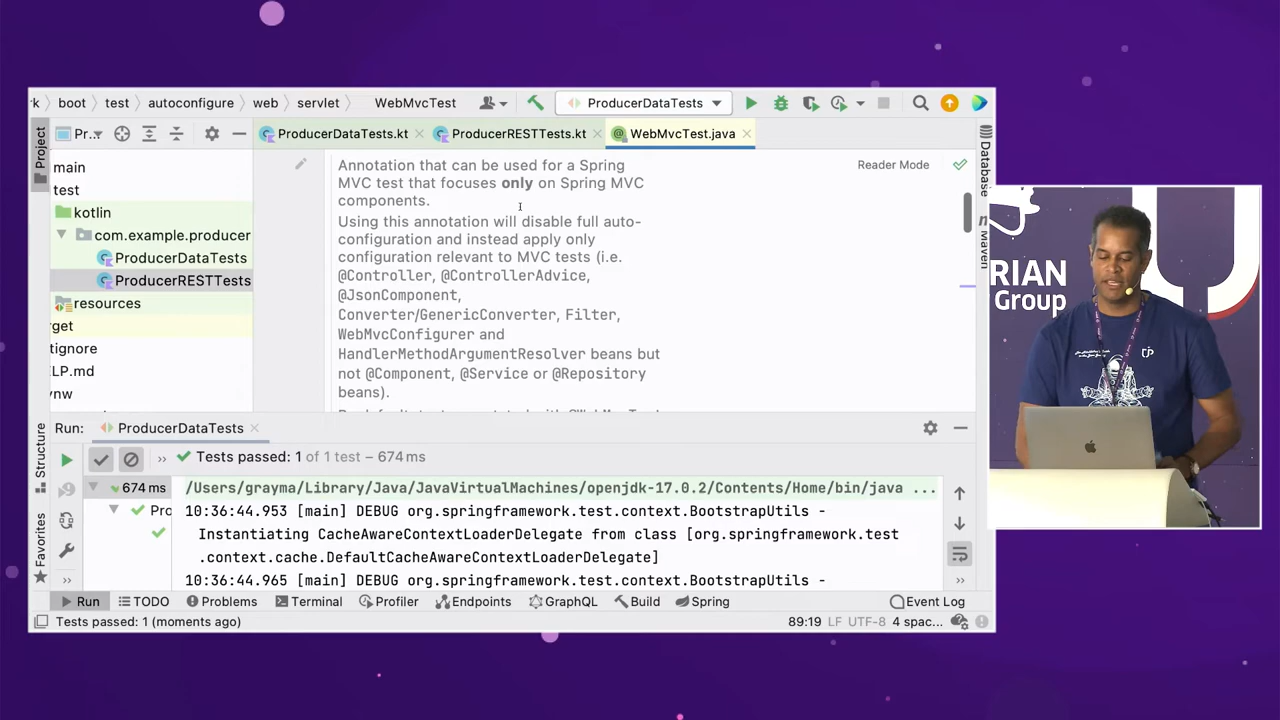 rk
boot
test
autoconfigure
web
servlet
WebMvcTest
ProducerDataTests
Project
Pr...
ProducerDataTests.kt
ProducerRESTTests.kt
WebMvcTest.java
main
test
kotlin
com.example.producer
ProducerDataTests
ProducerRESTTests
resources
rget
tignore
LP.md
nw
Annotation that can be used for a Spring
MVC test that focuses only on Spring MVC
components.
Using this annotation will disable full auto-
configuration and instead apply only
configuration relevant to MVC tests (i.e.
@Controller, @ControllerAdvice,
@JsonComponent,
Converter/GenericConverter, Filter,
WebMvcConfigurer and
HandlerMethodArgumentResolver beans but
not @Component, @Service or @Repository
beans).
Reader Mode
Database
Maven
RIAN
Group
Structure
Favorites
Run:
ProducerDataTests
Tests passed: 1 of 1 test – 674 ms
674 ms
Prc
/Users/grayma/Library/Java/JavaVirtualMachines/openjdk-17.0.2/Contents/Home/bin/java ...
10:36:44.953 [main] DEBUG org.springframework.test.context.BootstrapUtils -
Instantiating CacheAwareContextLoaderDelegate from class [org.springframework.test
.context.cache.DefaultCacheAwareContextLoaderDelegate]
10:36:44.965 [main] DEBUG org.springframework.test.context.BootstrapUtils -
Run
TODO
Problems
Terminal
Profiler
Endpoints
GraphQL
Build
Spring
Event Log
Tests passed: 1 (moments ago)
89:19
LF
UTF-8
4 spac...